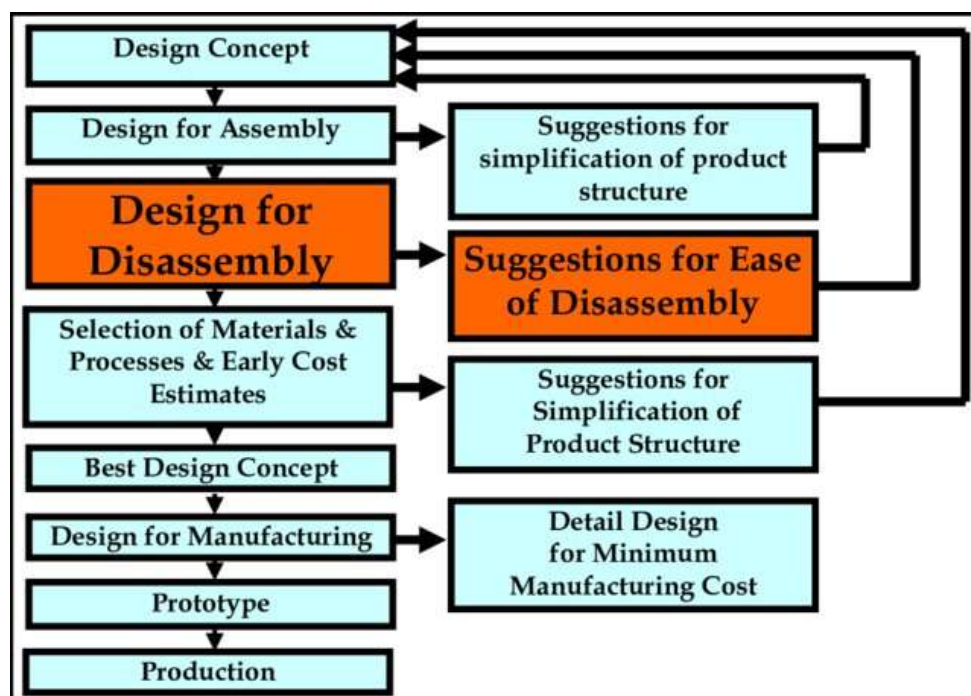 Design Concept
Design for Assembly
Suggestions for
simplification of product
structure
Design for
Disassembly
Suggestions for Ease
of Disassembly
Selection of Materials &
Processes & Early Cost
Estimates
Suggestions for
Simplification of
Product Structure
Best Design Concept
Design for Manufacturing
Detail Design
for Minimum
Manufacturing Cost
Prototype
Production